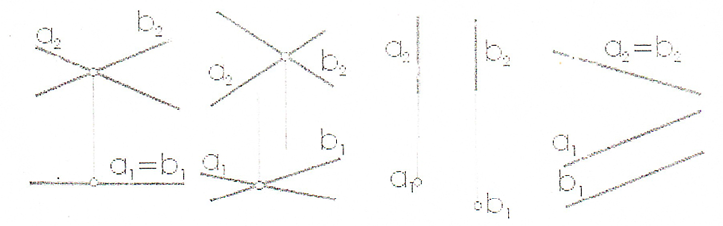 a₂ b₂
a₁=b₁
a₂ b₂
a₁ b₁
a₂ b₂
a₁ b₁
a₂=b₂
a₁
b₁